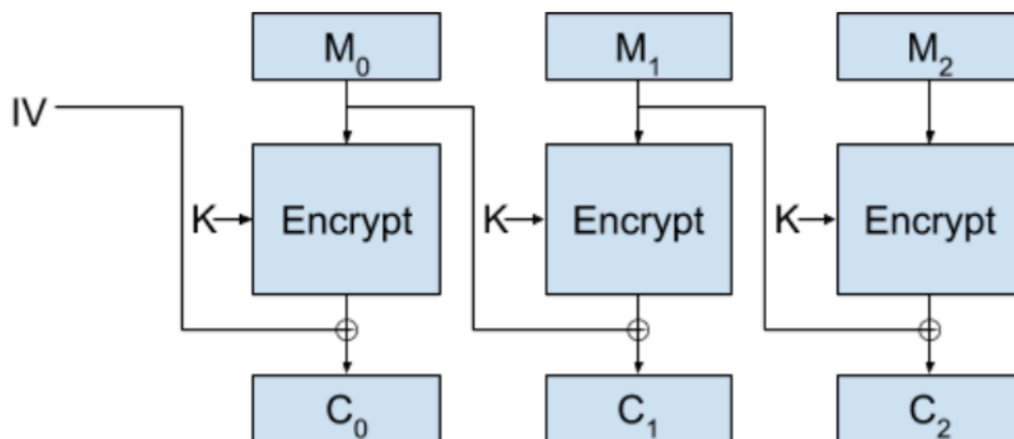 M₀ M₁ M₂
IV
K Encrypt K Encrypt K Encrypt
C₀ C₁ C₂